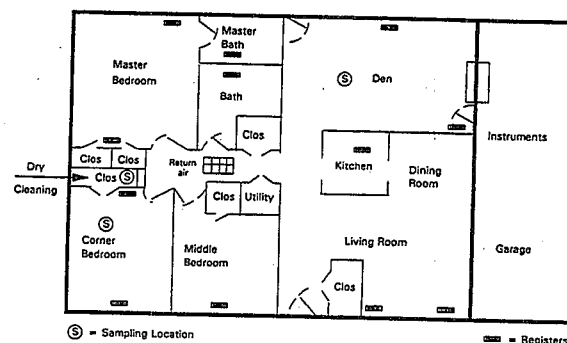 Master
Bath
Master
Bedroom
S
Den
Bath
Clos
Instruments
Clos
Clos
Return
air
Kitchen
Dining
Room
Dry
Cleaning
Clos
S
Clos
Utility
S
Corner
Bedroom
Middle
Bedroom
Living Room
Garage
Clos
S = Sampling Location
= Registers